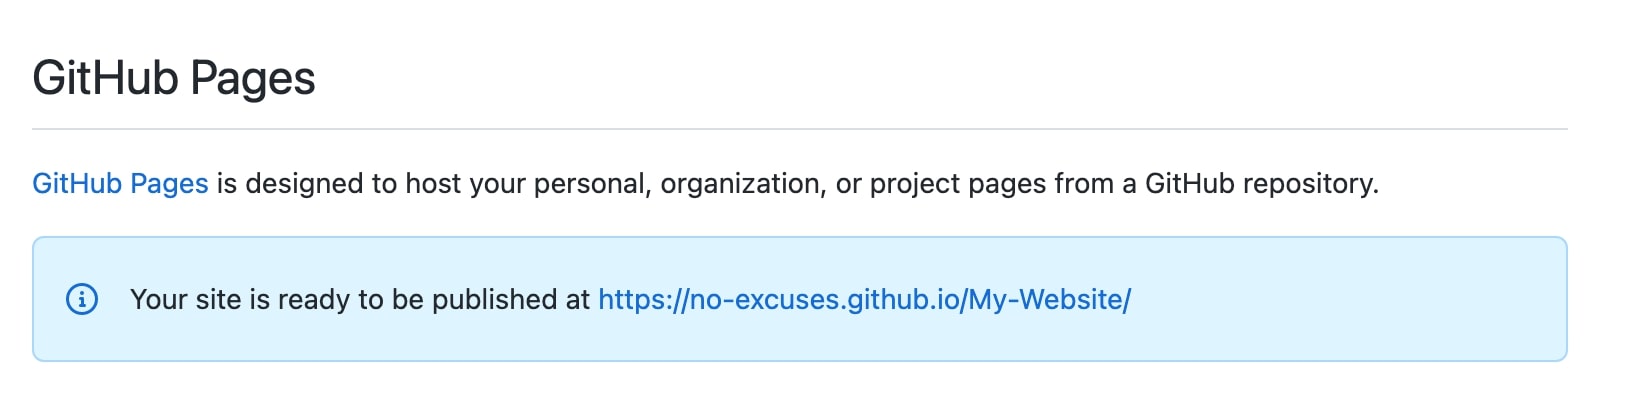 GitHub Pages
GitHub Pages is designed to host your personal, organization, or project pages from a GitHub repository.
Your site is ready to be published at https://no-excuses.github.io/My-Website/